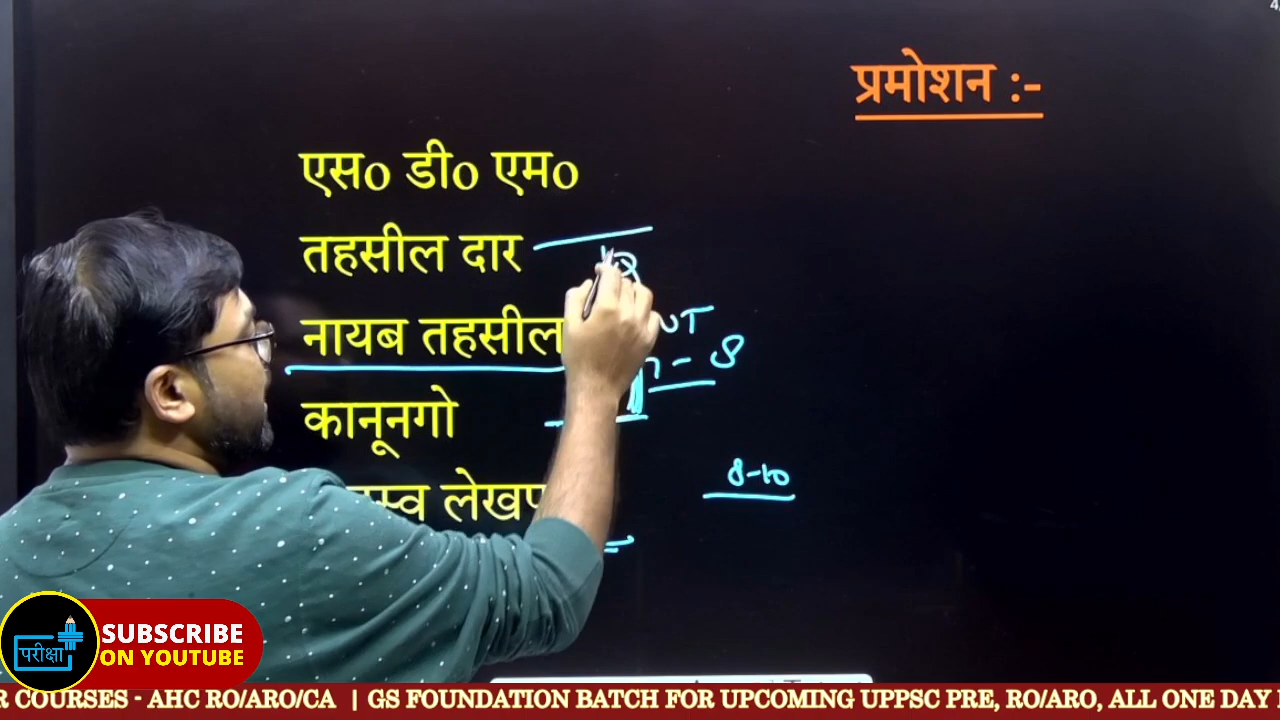 प्रमोशन :-
एस० डी० एम०
तहसील दार
नायब तहसील
कानूनगो
लेखप
8-10
परीक्षा
SUBSCRIBE
ON YOUTUBE
R COURSES - AHC RO/ARO/CA | GS FOUNDATION BATCH FOR UPCOMING UPPSC PRE, RO/ARO, ALL ONE DAY